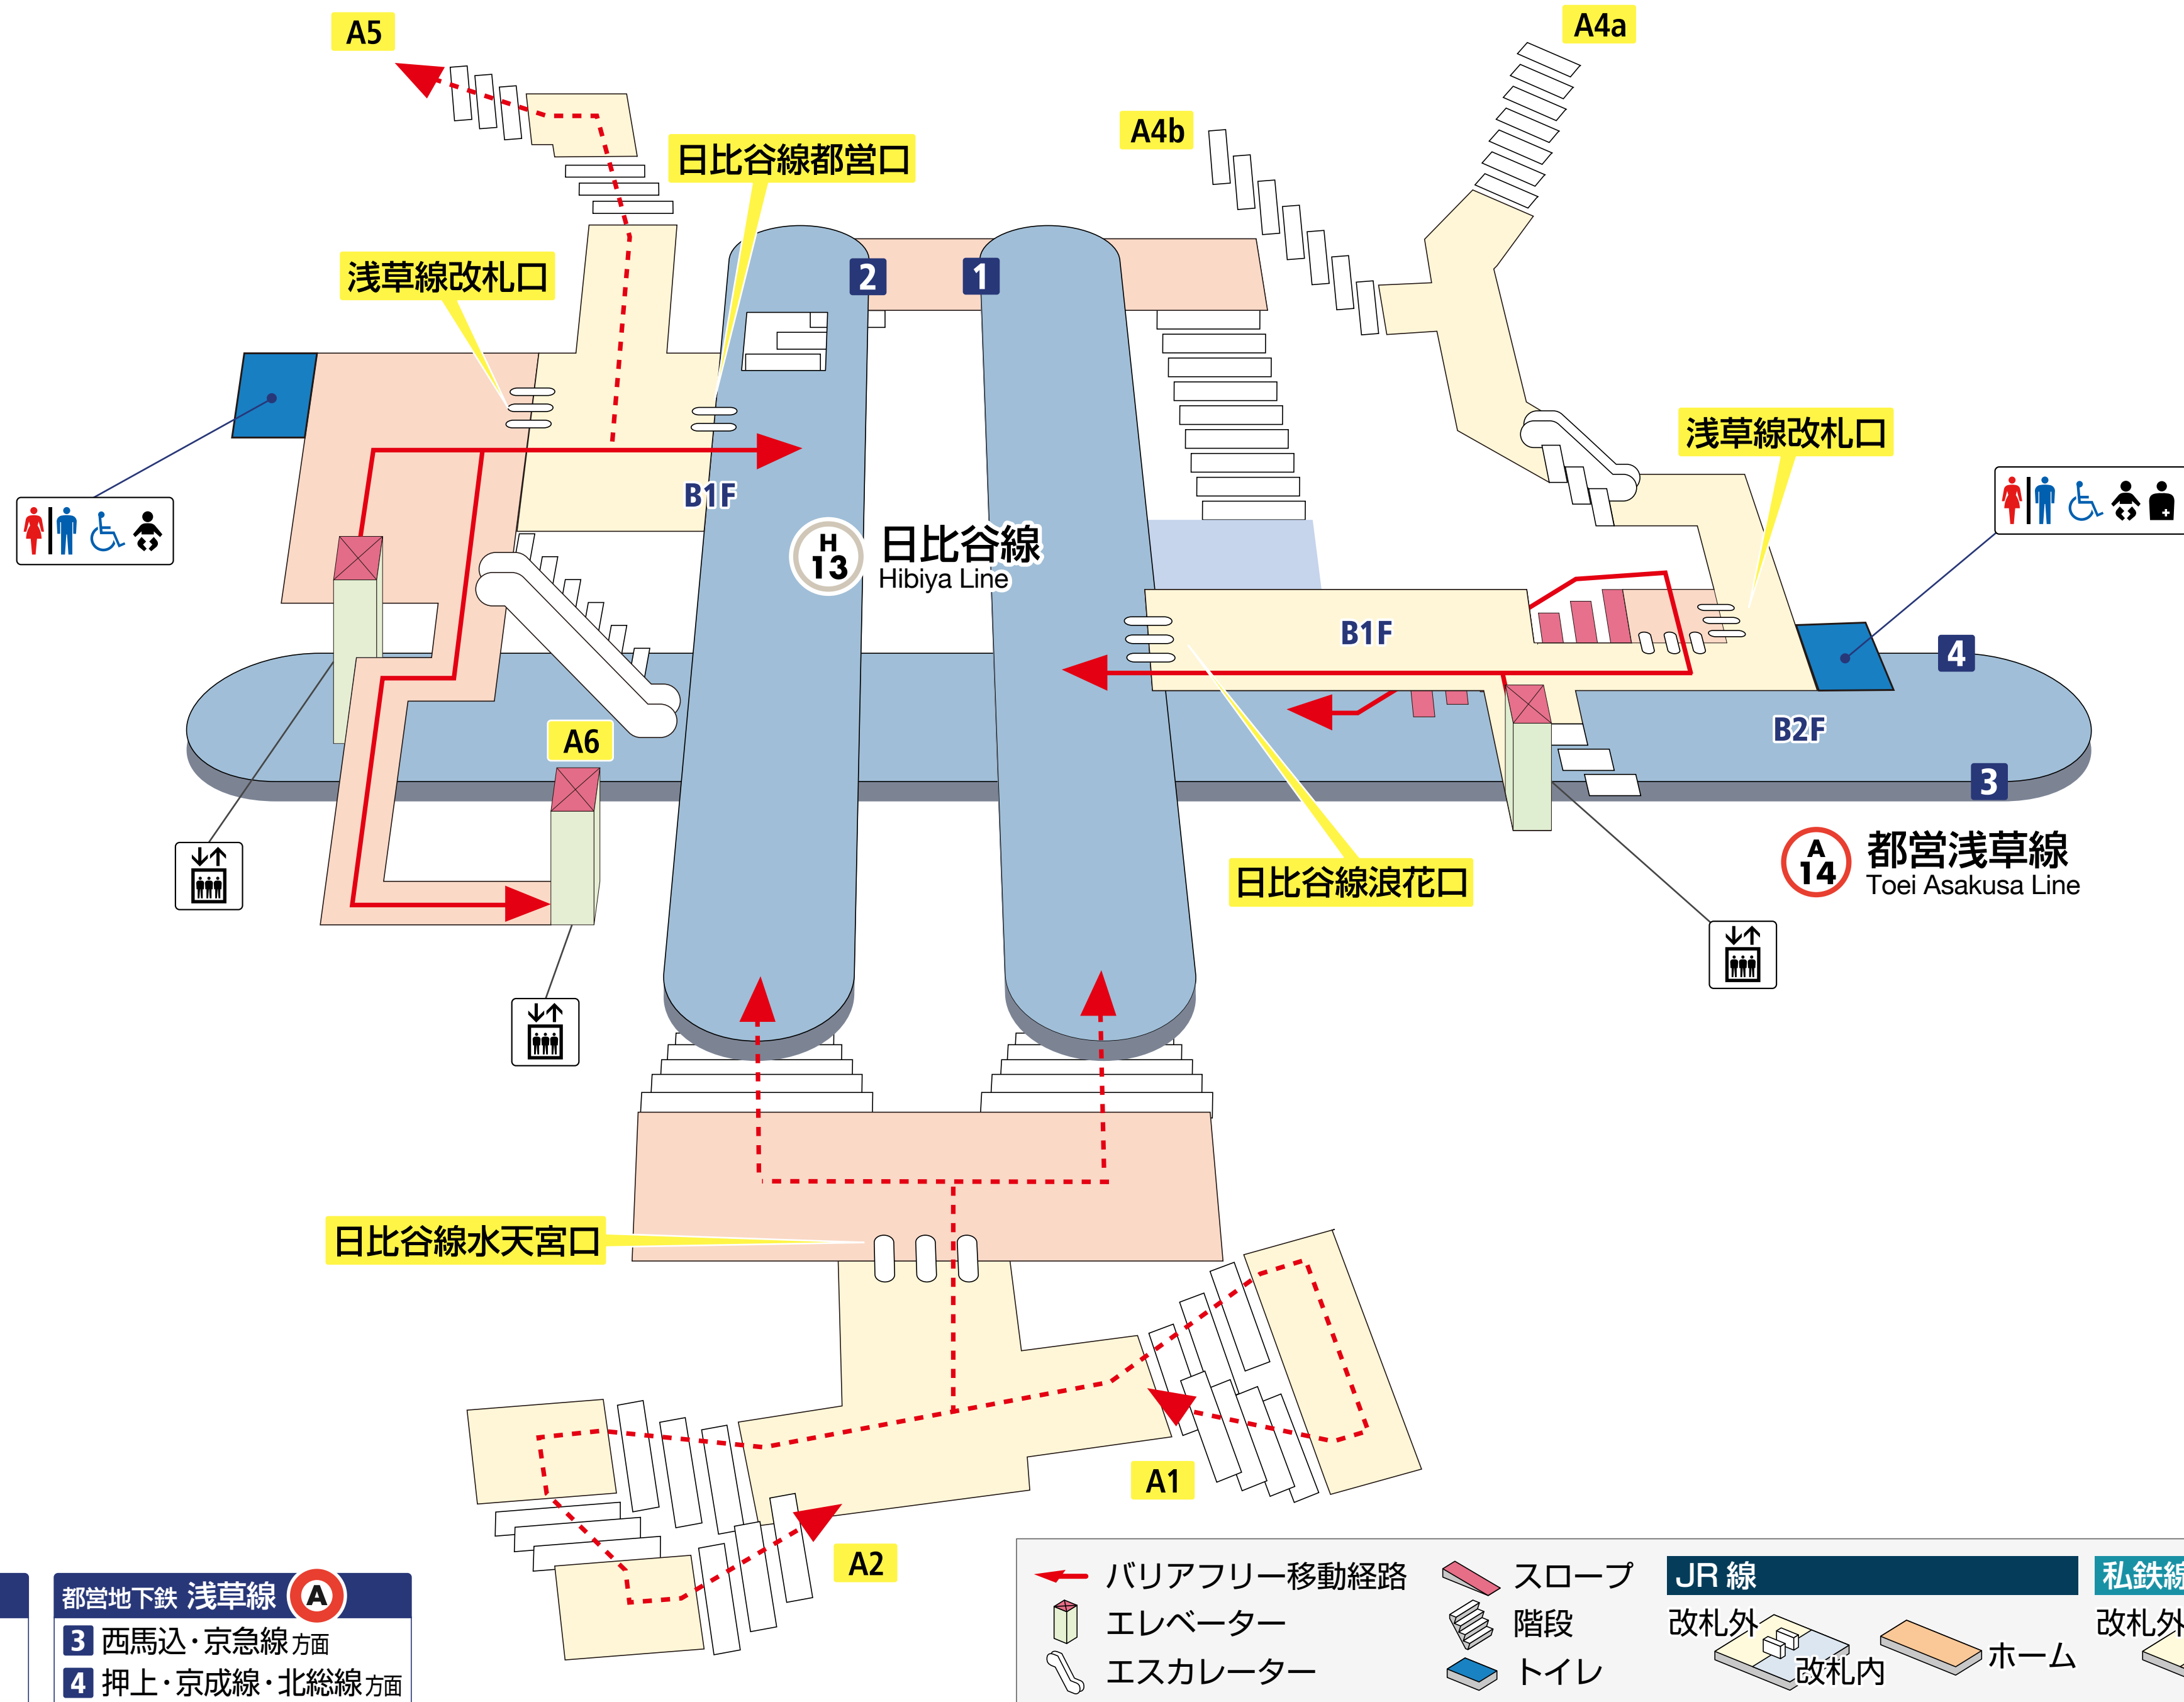 A5
A4a
A4b
日比谷線都営口
浅草線改札口
2
1
浅草線改札口
B1F
H
13
日比谷線
Hibiya Line
B1F
4
A6
B2F
3
A
14
都営浅草線
Toei Asakusa Line
日比谷線浪花口
日比谷線水天宮口
A1
A2
都営地下鉄 浅草線 A
3 西馬込・京急線 方面
4 押上・京成線・北総線 方面
バリアフリー移動経路
エレベーター
エスカレーター
スロープ
階段
トイレ
JR線
改札外
改札内
ホーム
私鉄線
改札外